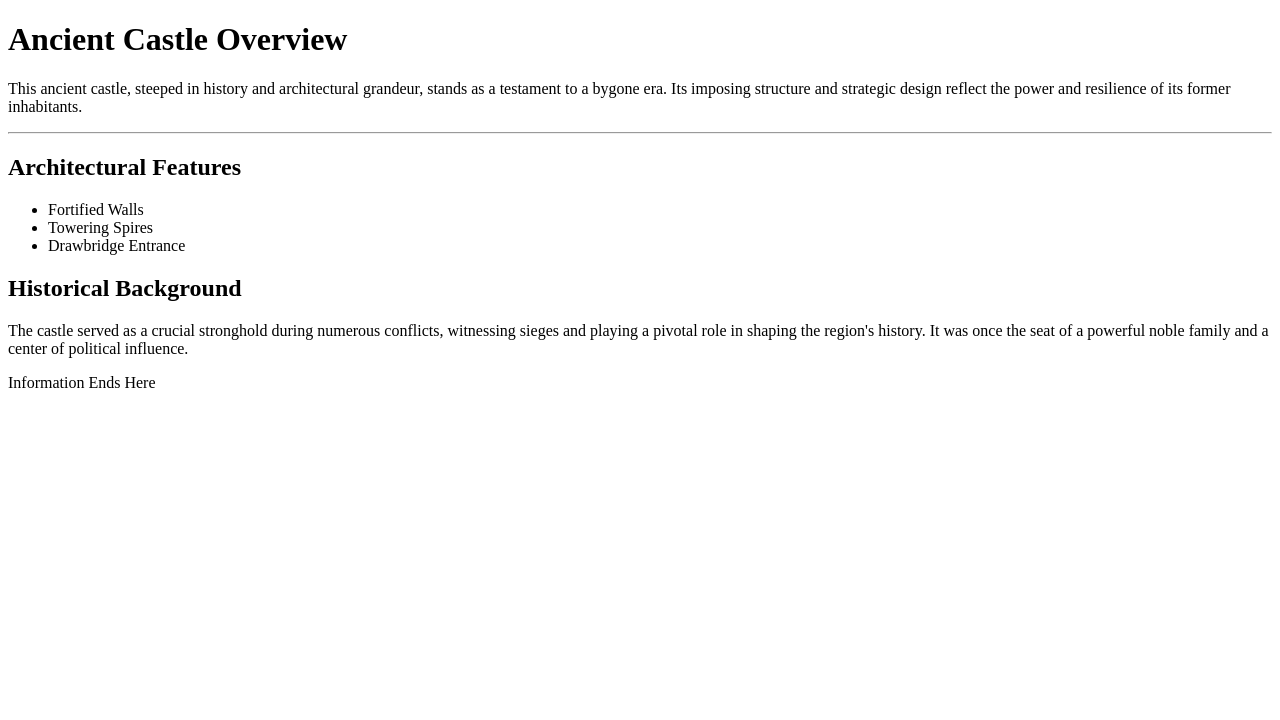 Ancient Castle Overview
This ancient castle, steeped in history and architectural grandeur, stands as a testament to a bygone era. Its imposing structure and strategic design reflect the power and resilience of its former
inhabitants.
Architectural Features
Fortified Walls
Towering Spires
Drawbridge Entrance
Historical Background
The castle served as a crucial stronghold during numerous conflicts, witnessing sieges and playing a pivotal role in shaping the region's history. It was once the seat of a powerful noble family and a
center of political influence.
Information Ends Here